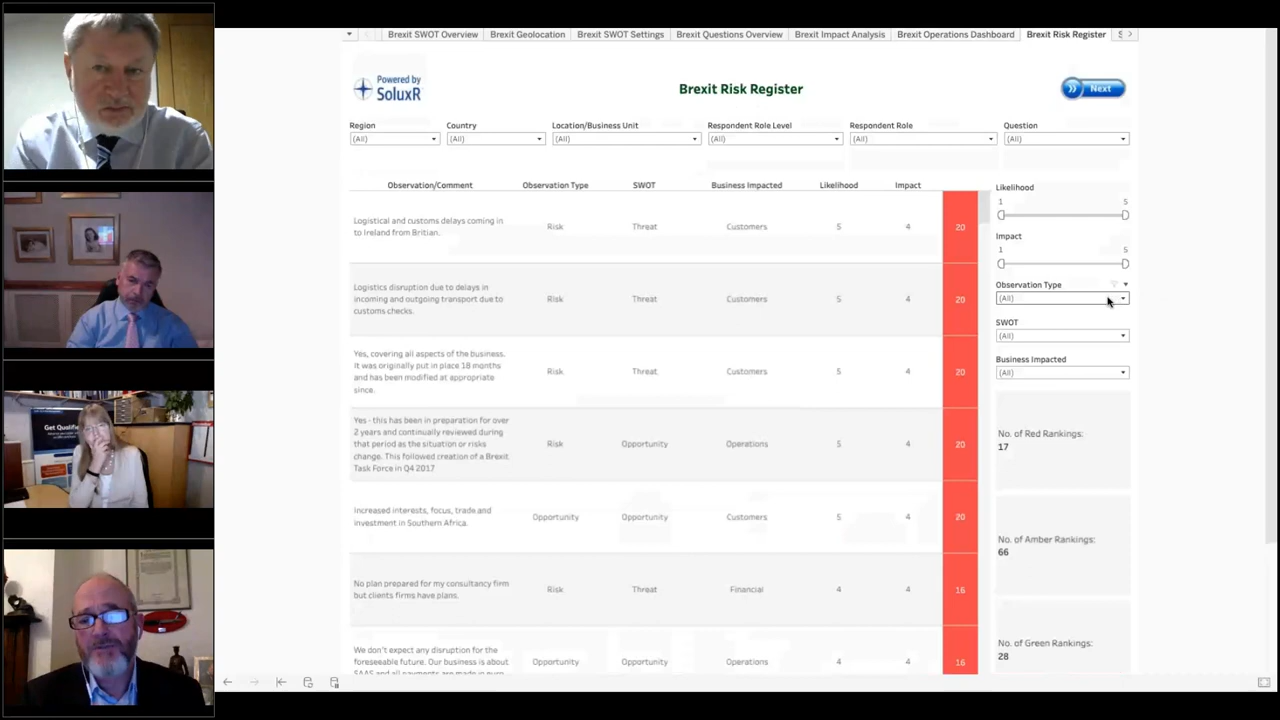 Brexit SWOT Overview Brexit Geolocation Brexit SWOT Settings Brexit Questions Overview Brexit Impact Analysis Brexit Operations Dashboard Brexit Risk Register
Powered by
SoluxR
Brexit Risk Register
Next
Region Country Location/Business Unit Respondent Role Level Respondent Role Question
(All) (All) (All) (All) (All) (All)
Observation/Comment Observation Type SWOT Business Impacted Likelihood Impact
Logistical and customs delays coming in
to Ireland from Britian.
Risk Threat Customers 5 4 20
Logistics disruption due to delays in
incoming and outgoing transport due to
customs checks.
Risk Threat Customers 5 4 20
Yes, covering all aspects of the business.
It was originally put in place 18 months
and has been modified at appropriate
since.
Risk Threat Customers 5 4 20
Yes - this has been in preparation for over
2 years and continually reviewed during
that period as the situation or risks
change. This followed creation of a Brexit
Task Force in Q4 2017
Risk Opportunity Operations 5 4 20
Increased interests, focus, trade and
investment in Southern Africa.
Opportunity Opportunity Customers 5 4 20
No plan prepared for my consultancy firm
but clients firms have plans.
Risk Threat Financial 4 4 16
We don't expect any disruption for the
foreseeable future. Our business is about
Opportunity Opportunity Operations 4 4 16
Likelihood
1 5
Impact
1 5
Observation Type
(All)
SWOT
(All)
Business Impacted
(All)
No. of Red Rankings:
17
No. of Amber Rankings:
66
No. of Green Rankings:
28
Get Qualifi